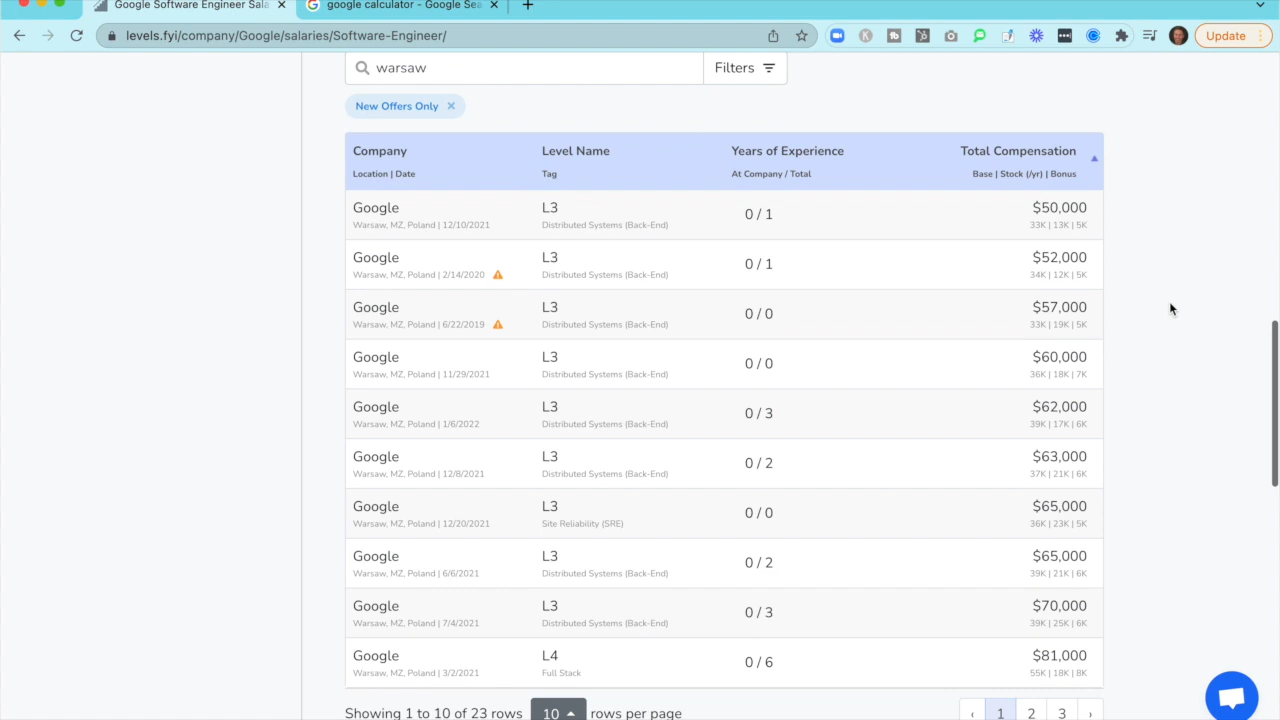 Google Software Engineer Sala
google calculator - Google Sea
levels.fyi/company/Google/salaries/Software-Engineer/
Update
warsaw
Filters
New Offers Only
Company Level Name Years of Experience Total Compensation
Location | Date Tag At Company / Total Base | Stock (/yr) | Bonus
Google L3 0 / 1 $50,000
Warsaw, MZ, Poland | 12/10/2021 Distributed Systems (Back-End) 33K | 13K | 5K
Google L3 0 / 1 $52,000
Warsaw, MZ, Poland | 2/14/2020 Distributed Systems (Back-End) 34K | 12K | 5K
Google L3 0 / 0 $57,000
Warsaw, MZ, Poland | 6/22/2019 Distributed Systems (Back-End) 33K | 19K | 5K
Google L3 0 / 0 $60,000
Warsaw, MZ, Poland | 11/29/2021 Distributed Systems (Back-End) 36K | 18K | 7K
Google L3 0 / 3 $62,000
Warsaw, MZ, Poland | 1/6/2022 Distributed Systems (Back-End) 39K | 17K | 6K
Google L3 0 / 2 $63,000
Warsaw, MZ, Poland | 12/8/2021 Distributed Systems (Back-End) 37K | 21K | 6K
Google L3 0 / 0 $65,000
Warsaw, MZ, Poland | 12/20/2021 Site Reliability (SRE) 36K | 23K | 5K
Google L3 0 / 2 $65,000
Warsaw, MZ, Poland | 6/6/2021 Distributed Systems (Back-End) 39K | 21K | 6K
Google L3 0 / 3 $70,000
Warsaw, MZ, Poland | 7/4/2021 Distributed Systems (Back-End) 39K | 25K | 6K
Google L4 0 / 6 $81,000
Warsaw, MZ, Poland | 3/2/2021 Full Stack 55K | 18K | 8K
Showing 1 to 10 of 23 rows 10 rows per page ‹ 1 2 3 ›